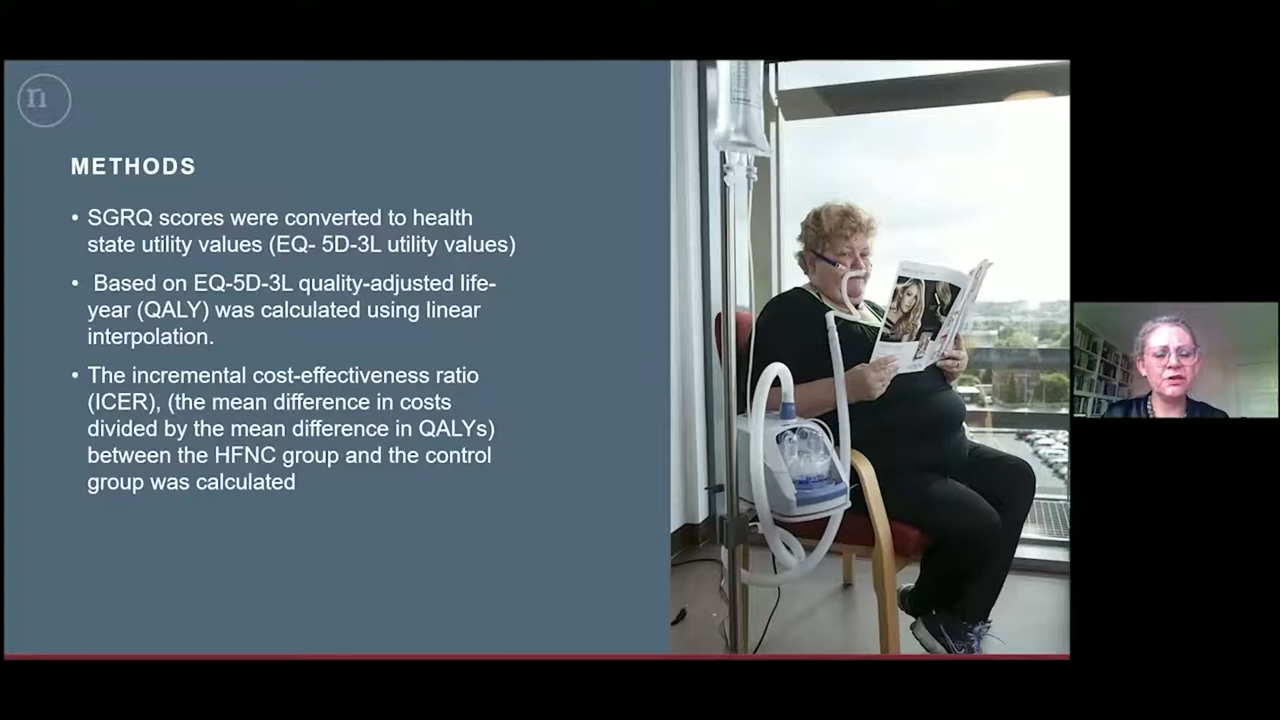 n
METHODS
• SGRQ scores were converted to health
state utility values (EQ- 5D-3L utility values)
• Based on EQ-5D-3L quality-adjusted life-
year (QALY) was calculated using linear
interpolation.
• The incremental cost-effectiveness ratio
(ICER), (the mean difference in costs
divided by the mean difference in QALYs)
between the HFNC group and the control
group was calculated